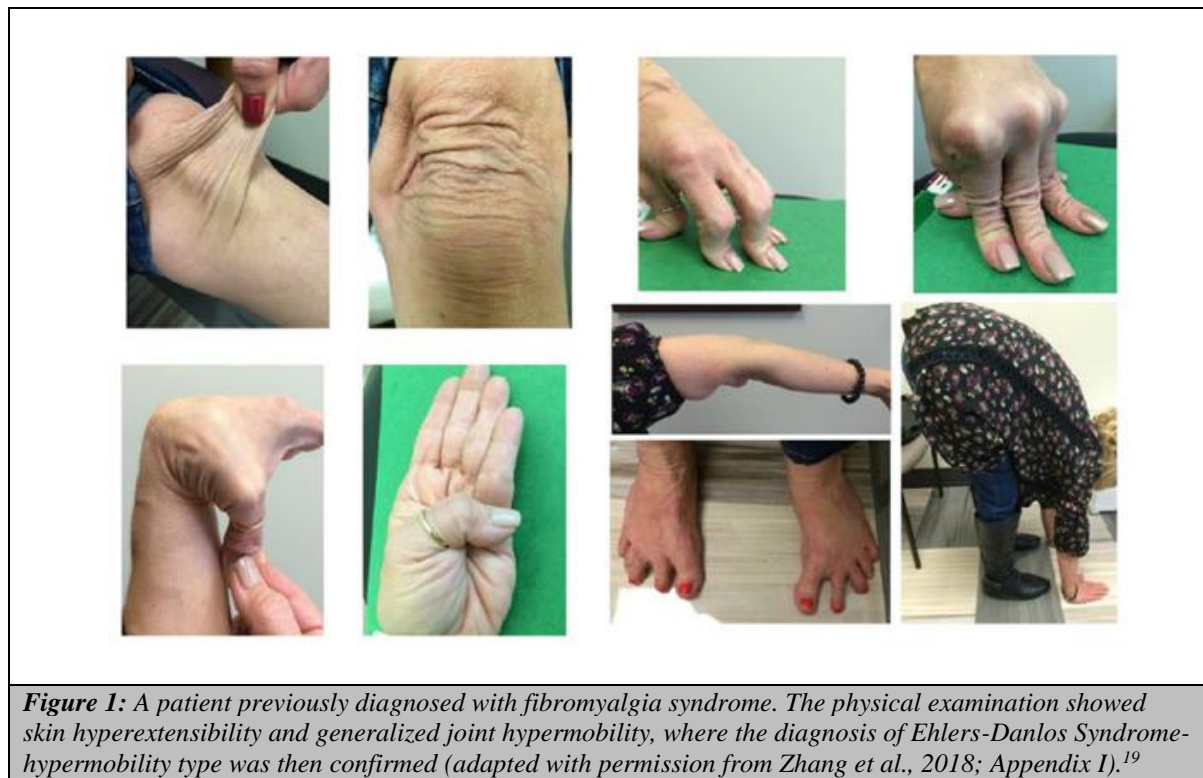 Figure 1: A patient previously diagnosed with fibromyalgia syndrome. The physical examination showed
skin hyperextensibility and generalized joint hypermobility, where the diagnosis of Ehlers-Danlos Syndrome-
hypermobility type was then confirmed (adapted with permission from Zhang et al., 2018; Appendix I).19